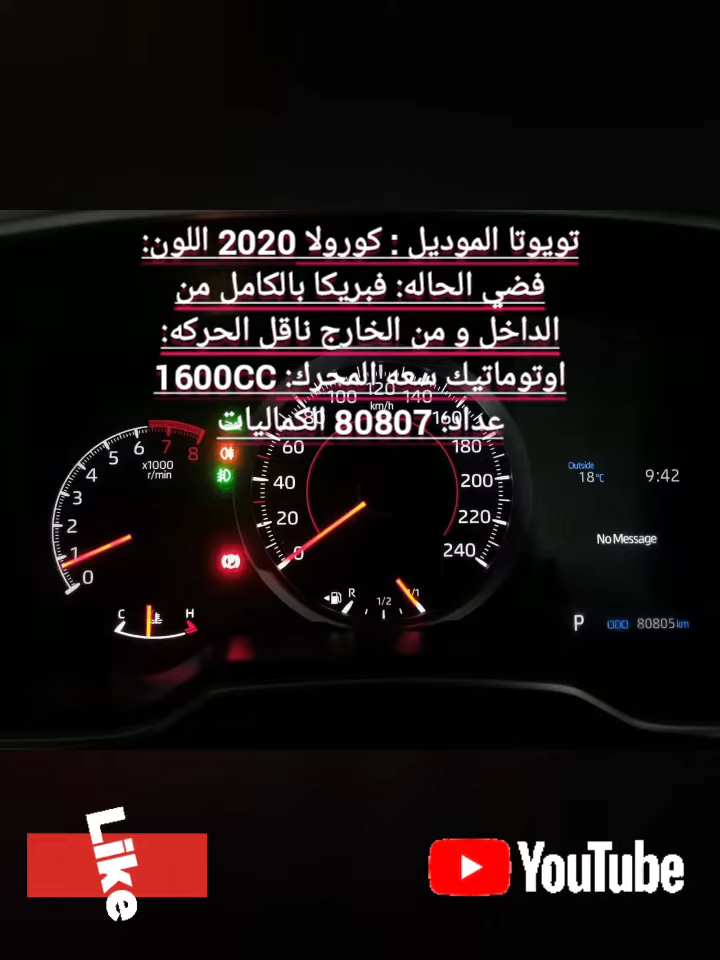 تويوتا الموديل : كورولا 2020 اللون:
فضي الحاله: فبريكا بالكامل من
الداخل و من الخارج ناقل الحركه:
اوتوماتيك سعه المحرك: 1600CC
عداد: 80807 الكماليات
0
1
2
3
4
5
6
7
8
x1000
r/min
C H
0
20
40
60
80
100
120
140
160
180
200
220
240
km/h
R 1/2 1/1
Outside
18°C
9:42
No Message
P ODO 80805 km
Like
YouTube